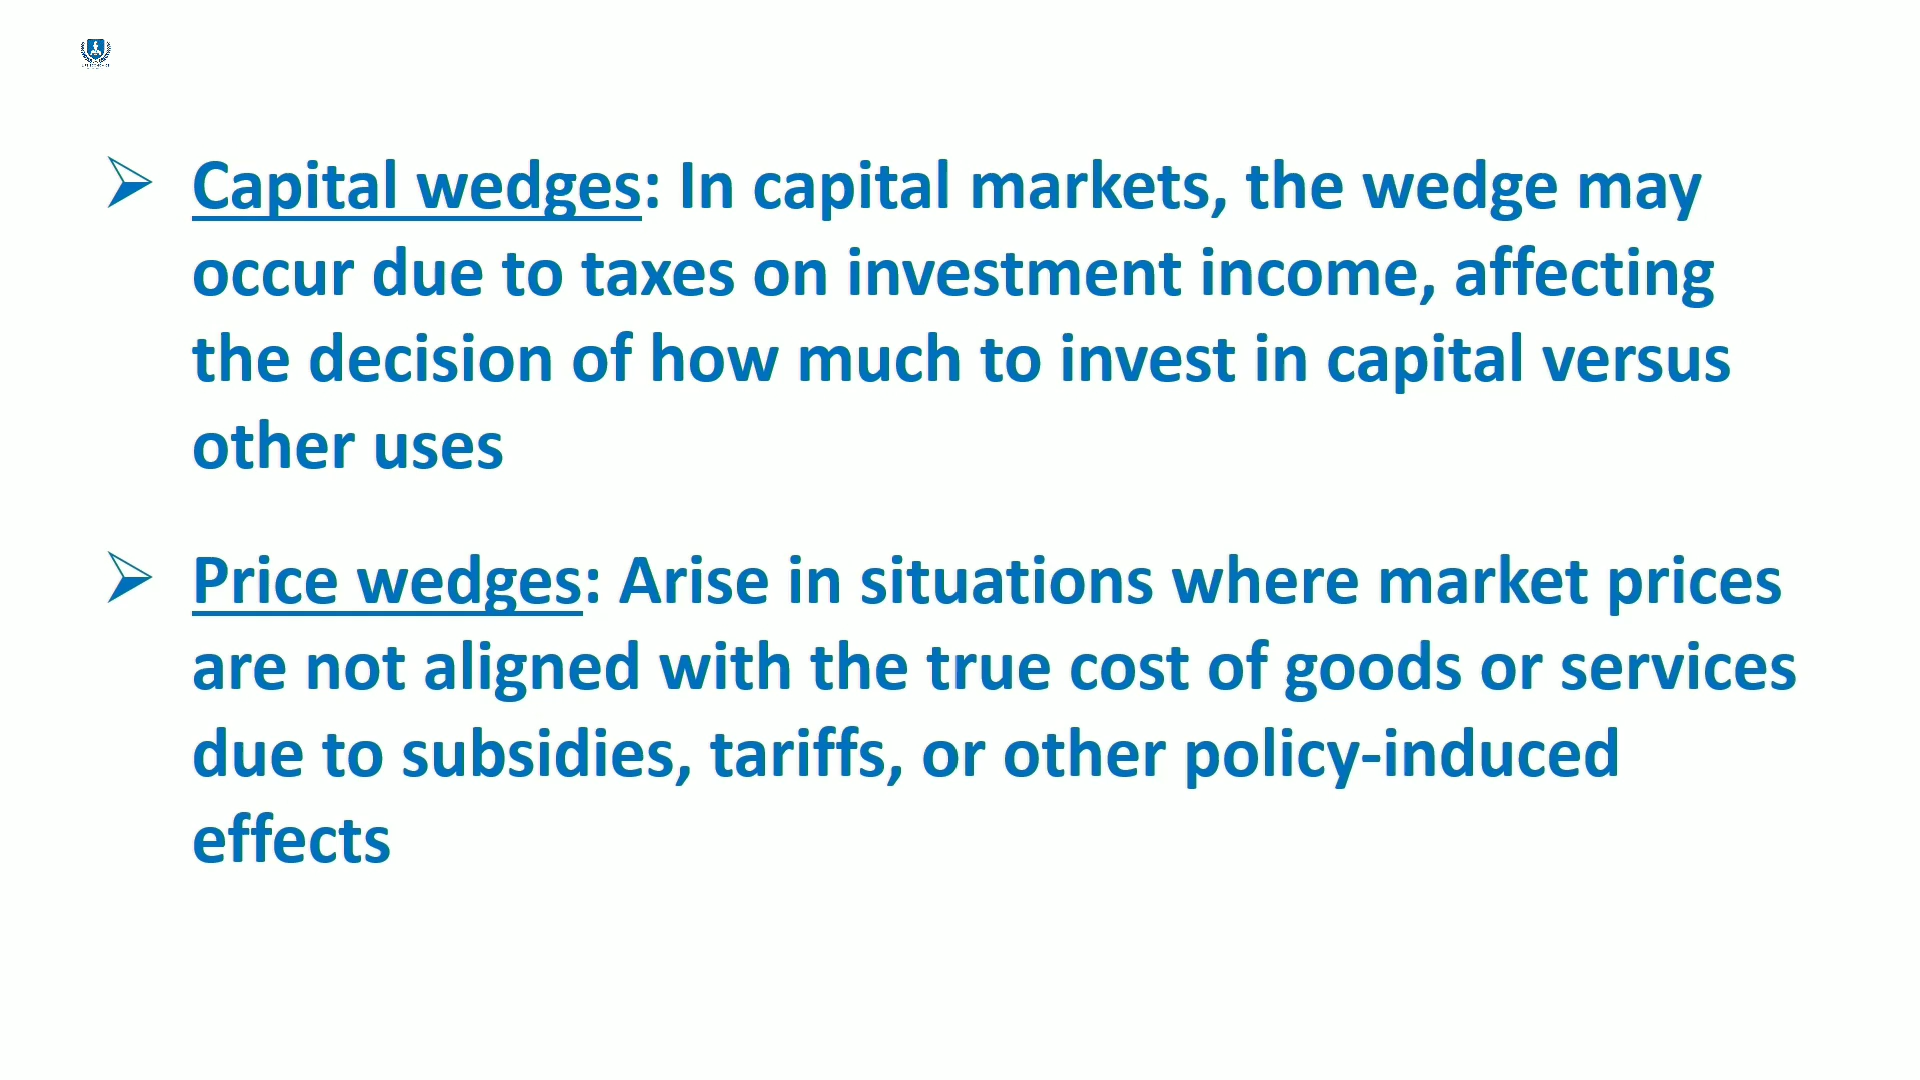 Capital wedges: In capital markets, the wedge may
occur due to taxes on investment income, affecting
the decision of how much to invest in capital versus
other uses
Price wedges: Arise in situations where market prices
are not aligned with the true cost of goods or services
due to subsidies, tariffs, or other policy-induced
effects